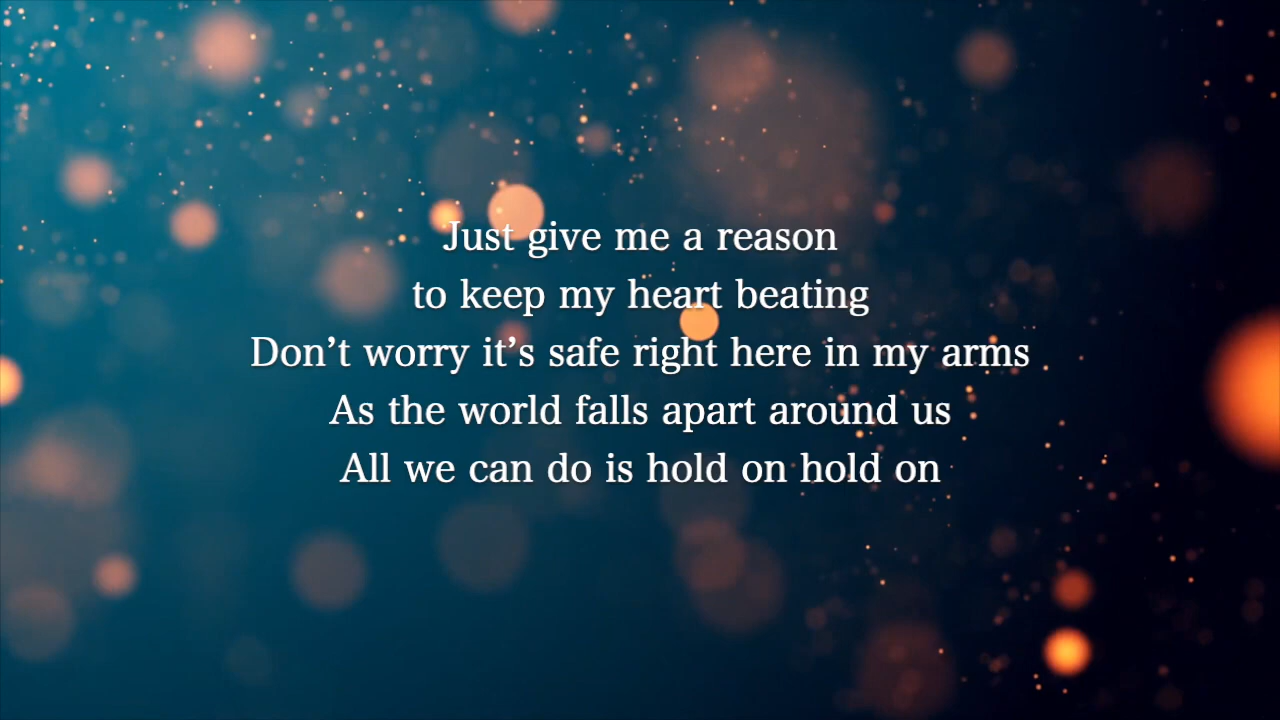 Just give me a reason
to keep my heart beating
Don’t worry it’s safe right here in my arms
As the world falls apart around us
All we can do is hold on hold on